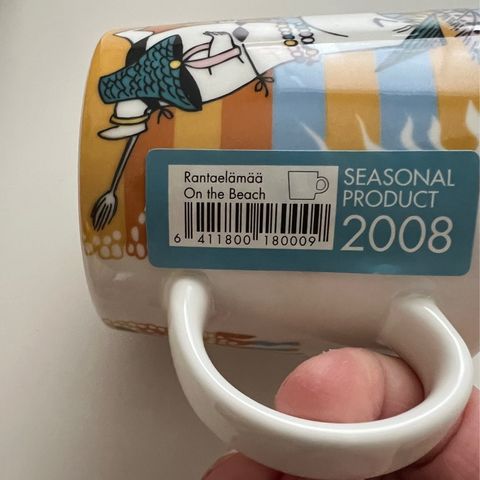 Rantaelämää
On the Beach
6 411800 180009
SEASONAL
PRODUCT
2008